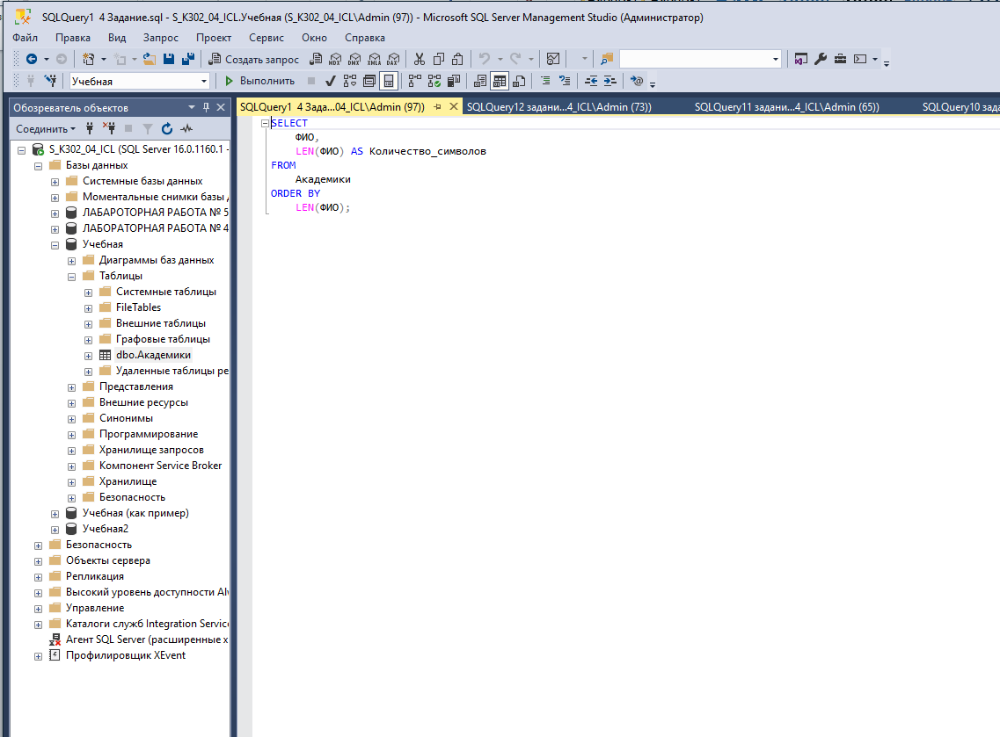 SQLQuery1 4 Задание.sql - S_K302_04_ICL.Учебная (S_K302_04_ICL\Admin (97)) - Microsoft SQL Server Management Studio (Администратор)
Файл Правка Вид Запрос Проект Сервис Окно Справка
Создать запрос MDX DMX XMLA DAX
Учебная Выполнить
Обозреватель объектов
SQLQuery1 4 Зада...04_ICL\Admin (97)) SQLQuery12 задани...4_ICL\Admin (73)) SQLQuery11 задани...4_ICL\Admin (65)) SQLQuery10 зада
Соединить
S_K302_04_ICL (SQL Server 16.0.1160.1 -
Базы данных
Системные базы данных
Моментальные снимки базы
ЛАБАРОТОРНАЯ РАБОТА № 5
ЛАБОРАТОРНАЯ РАБОТА № 4
Учебная
Диаграммы баз данных
Таблицы
Системные таблицы
FileTables
Внешние таблицы
Графовые таблицы
dbo.Академики
Удаленные таблицы ре
Представления
Внешние ресурсы
Синонимы
Программирование
Хранилище запросов
Компонент Service Broker
Хранилище
Безопасность
Учебная (как пример)
Учебная2
Безопасность
Объекты сервера
Репликация
Высокий уровень доступности Alw
Управление
Каталоги служб Integration Service
Агент SQL Server (расширенные х
Профилировщик XEvent
SELECT
ФИО,
LEN(ФИО) AS Количество_символов
FROM
Академики
ORDER BY
LEN(ФИО);